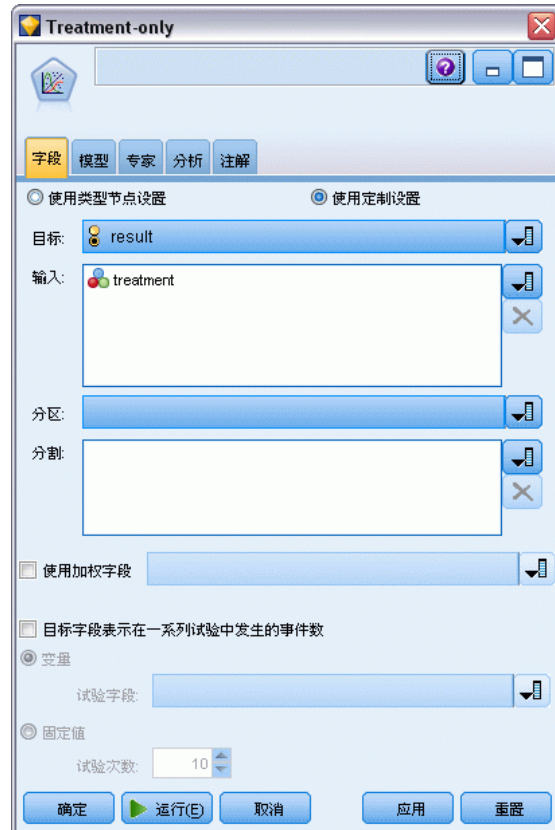 Treatment-only
字段 模型 专家 分析 注解
使用类型节点设置 使用定制设置
目标: result
输入: treatment
分区:
分割:
使用加权字段
目标字段表示在一系列试验中发生的事件数
变量
试验字段:
固定值
试验次数: 10
确定 运行(E) 取消 应用 重置